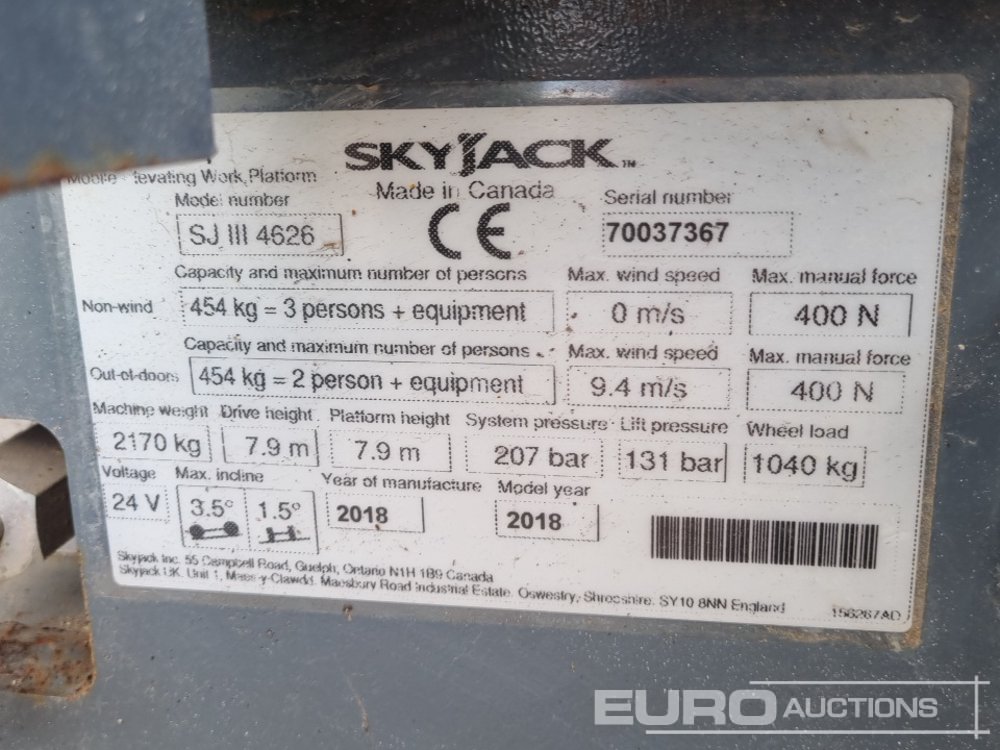 SKYJACK™
Mobile Elevating Work Platform
Made in Canada
Model number
Serial number
SJ III 4626
CE
70037367
Capacity and maximum number of persons
Max. wind speed
Max. manual force
Non-wind
454 kg = 3 persons + equipment
0 m/s
400 N
Capacity and maximum number of persons
Max. wind speed
Max. manual force
Out-of-doors
454 kg = 2 person + equipment
9.4 m/s
400 N
Machine weight Drive height Platform height System pressure Lift pressure Wheel load
2170 kg 7.9 m 7.9 m 207 bar 131 bar 1040 kg
Voltage Max. incline Year of manufacture Model year
24 V 3.5° 1.5° 2018 2018
Skyjack Inc. 55 Campbell Road, Guelph, Ontario N1H 1B9 Canada
Skyjack UK. Unit 1, Maes-y-Clawdd. Maesbury Road Industrial Estate. Oswestry, Shropshire. SY10 8NN England
156267AD
EURO AUCTIONS